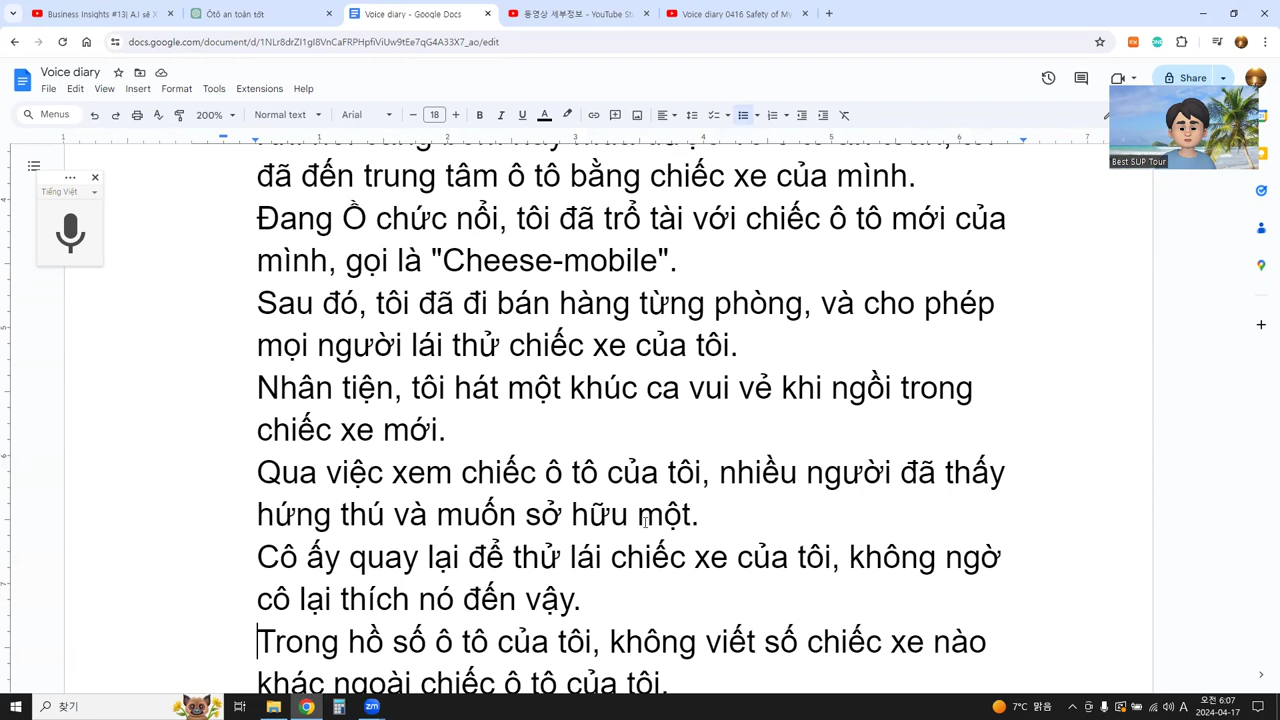 Business Insights #13| A.I sẽ X
Ôtô an toàn tốt
Voice diary - Google Docs
동영상 세부정보 - YouTube St
Voice diary 0416 Safety of My
docs.google.com/document/d/1NLr8drZI1gI8VnCaFRPHpfiViUw9tEe7qG4A33X7_ao/edit
Voice diary
File Edit View Insert Format Tools Extensions Help
Share
Menus 200% Normal text Arial 18
Best SUP Tour
Tiếng Việt
đã đến trung tâm ô tô bằng chiếc xe của mình.
Đang Ồ chức nổi, tôi đã trổ tài với chiếc ô tô mới của
mình, gọi là "Cheese-mobile".
Sau đó, tôi đã đi bán hàng từng phòng, và cho phép
mọi người lái thử chiếc xe của tôi.
Nhân tiện, tôi hát một khúc ca vui vẻ khi ngồi trong
chiếc xe mới.
Qua việc xem chiếc ô tô của tôi, nhiều người đã thấy
hứng thú và muốn sở hữu một.
Cô ấy quay lại để thử lái chiếc xe của tôi, không ngờ
cô lại thích nó đến vậy.
Trong hồ số ô tô của tôi, không viết số chiếc xe nào
khác ngoài chiếc ô tô của tôi.
찾기
7°C 맑음
A
오전 6:07
2024-04-17